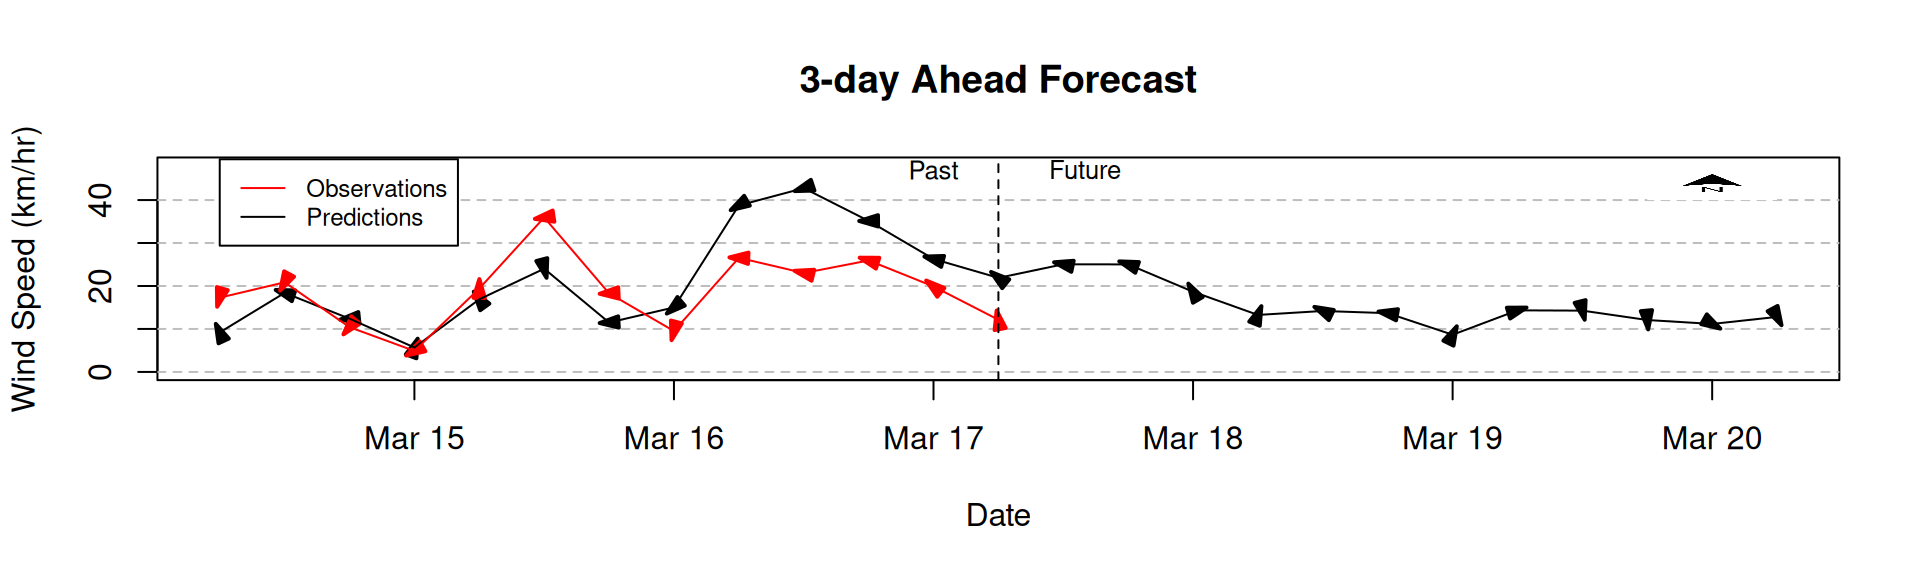 3-day Ahead Forecast
Wind Speed (km/hr)
40
20
0
Observations
Predictions
Past
Future
N
Mar 15
Mar 16
Mar 17
Mar 18
Mar 19
Mar 20
Date